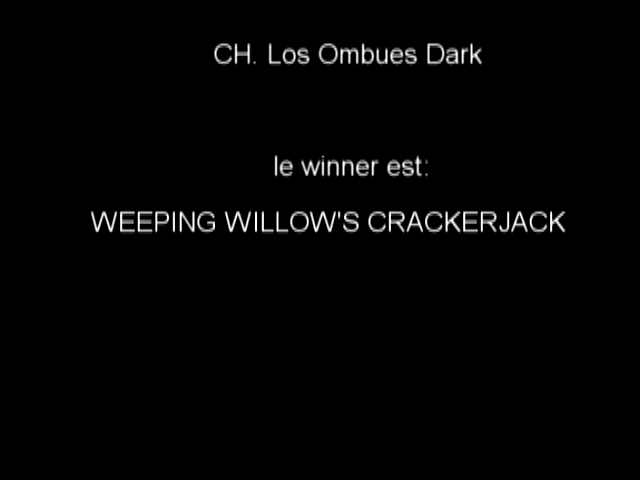 CH. Los Ombues Dark
le winner est:
WEEPING WILLOW'S CRACKERJACK